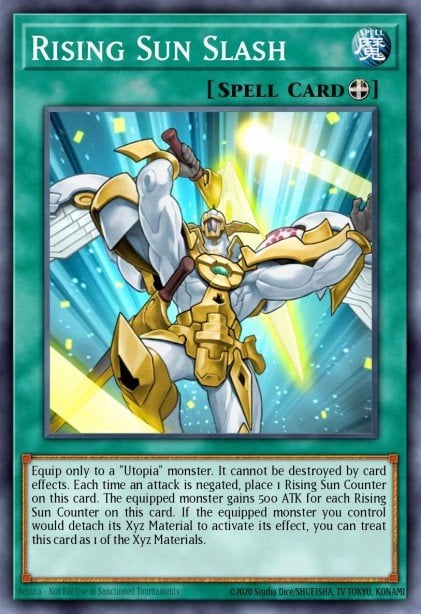 Rising Sun Slash
SPELL
魔
[Spell Card]
Equip only to a "Utopia" monster. It cannot be destroyed by card
effects. Each time an attack is negated, place 1 Rising Sun Counter
on this card. The equipped monster gains 500 ATK for each Rising
Sun Counter on this card. If the equipped monster you control
would detach its Xyz Material to activate its effect, you can treat
this card as 1 of the Xyz Materials.
Replica - Not For Use in Sanctioned Tournaments
©2020 Studio Dice/SHUEISHA, TV TOKYO, KONAMI